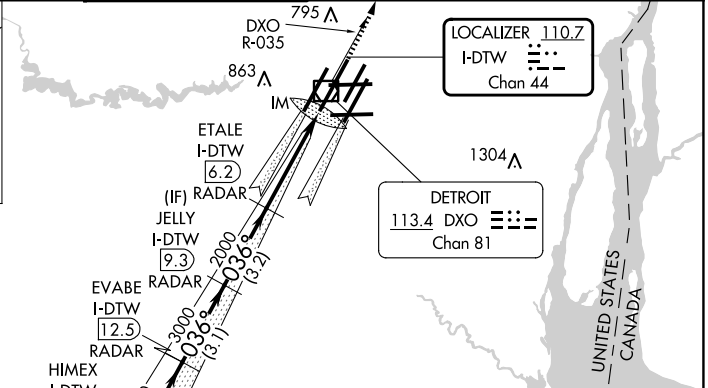 795
DXO
R-035
LOCALIZER 110.7
I-DTW
Chan 44
863
IM
ETALE
I-DTW
6.2
RADAR
1304
DETROIT
113.4 DXO
Chan 81
(IF)
JELLY
I-DTW
9.3
RADAR
2000
036°
(3.2)
EVABE
I-DTW
12.5
RADAR
3000
036°
(3.1)
UNITED STATES
CANADA
HIMEX
I-DTW